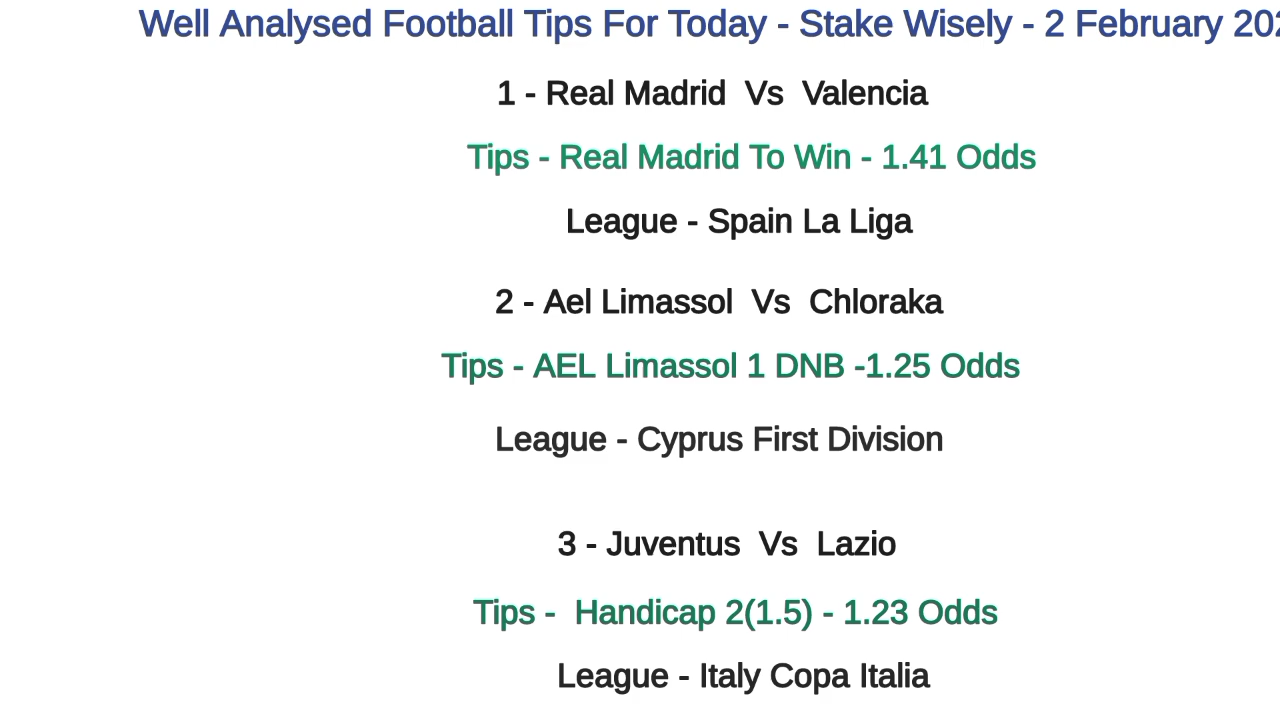 Well Analysed Football Tips For Today - Stake Wisely - 2 February 202
1 - Real Madrid Vs Valencia
Tips - Real Madrid To Win - 1.41 Odds
League - Spain La Liga
2 - Ael Limassol Vs Chloraka
Tips - AEL Limassol 1 DNB -1.25 Odds
League - Cyprus First Division
3 - Juventus Vs Lazio
Tips - Handicap 2(1.5) - 1.23 Odds
League - Italy Copa Italia